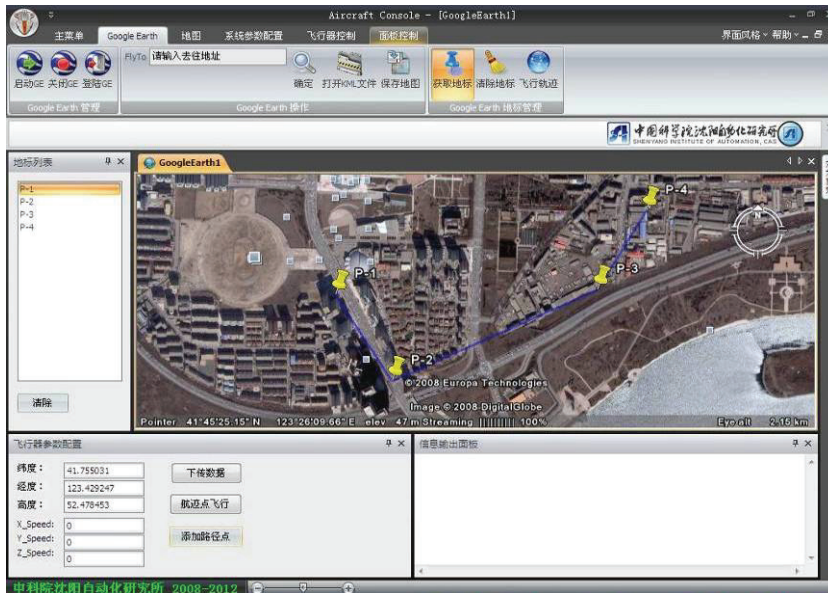 Aircraft Console - [GoogleEarth1]
主菜单 Google Earth 地图 系统参数配置 飞行器控制 面板控制 界面风格 帮助
FlyTo 请输入去往地址
启动GE 关闭GE 登陆GE 确定 打开KML文件 保存地图 获取地标 清除地标 飞行轨迹
Google Earth 管理 Google Earth 操作 Google Earth 地标管理
中国科学院沈阳自动化研究所
SHENYANG INSTITUTE OF AUTOMATION, CAS
地标列表 GoogleEarth1
P-1
P-2
P-3
P-4
P-4
N
P-3
P-1
P-2
© 2008 Europa Technologies
Image © 2008 DigitalGlobe
清除
Pointer 41°45'25.15" N 123°26'09.66" E elev 47 m Streaming |||||||||| 100% Eye alt 2.15 km
飞行器参数配置 信息输出面板
纬度： 41.755031 下传数据
经度： 123.429247
高度： 52.478453 航迹点飞行
X_Speed: 0
Y_Speed: 0 添加路径点
Z_Speed: 0
中科院沈阳自动化研究所 2008-2012